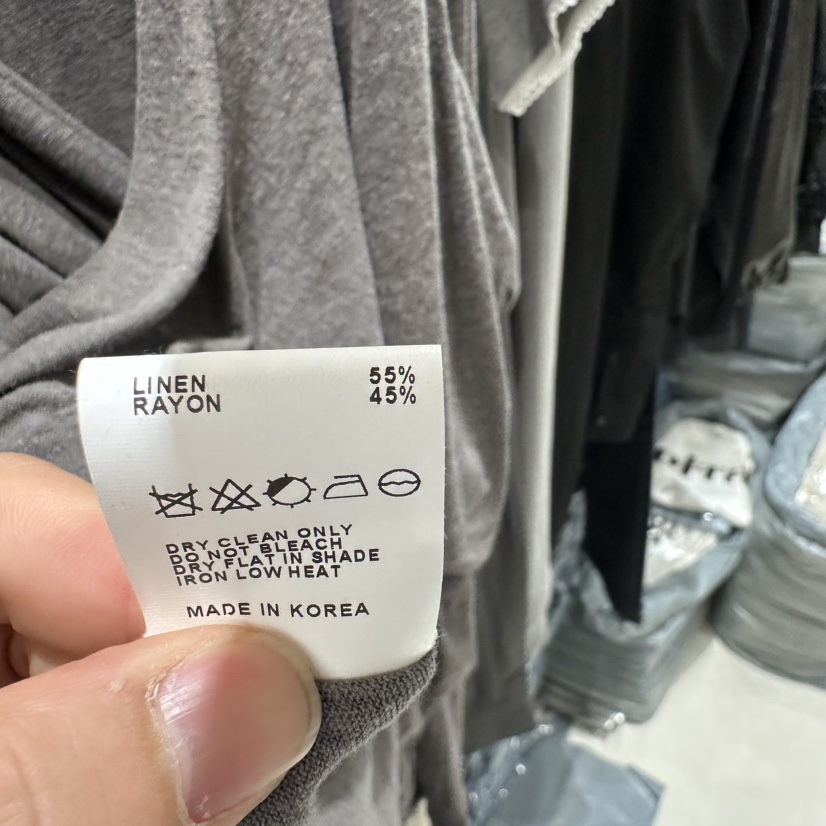 LINEN 55%
RAYON 45%
DRY CLEAN ONLY
DO NOT BLEACH
DRY FLAT IN SHADE
IRON LOW HEAT
MADE IN KOREA